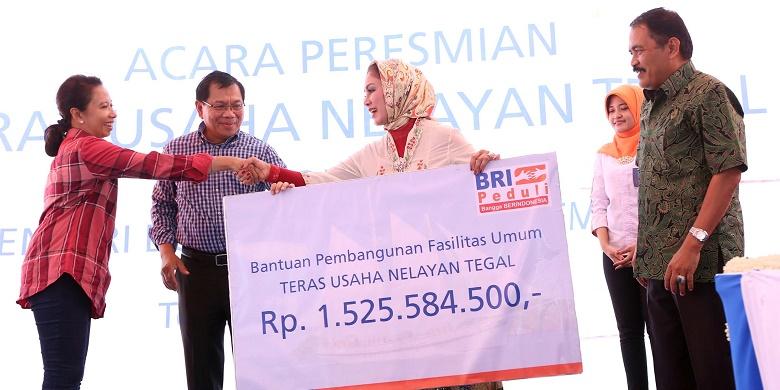 ACARA PERESMIAN
USAHA NELAYAN TEGAL
BRI
Peduli
Bangga BERINDONESIA
Bantuan Pembangunan Fasilitas Umum
TERAS USAHA NELAYAN TEGAL
Rp. 1.525.584.500,-